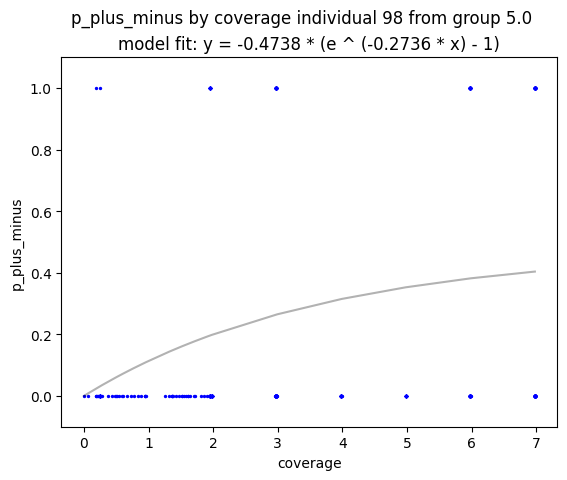 p_plus_minus by coverage individual 98 from group 5.0
model fit: y = -0.4738 * (e ^ (-0.2736 * x) - 1)
1.0
0.8
0.6
0.4
0.2
0.0
p_plus_minus
0 1 2 3 4 5 6 7
coverage